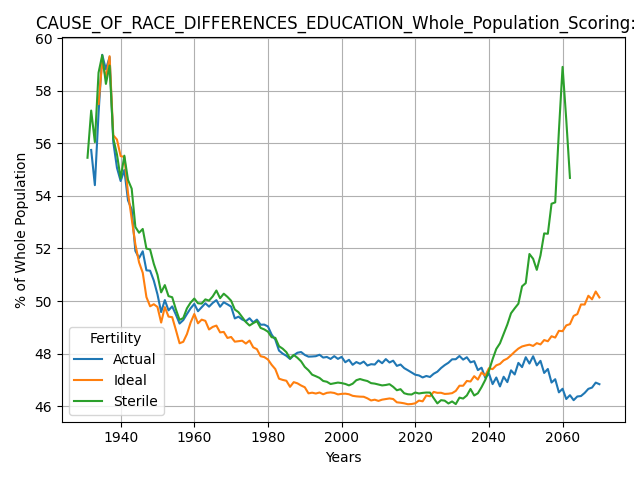 CAUSE_OF_RACE_DIFFERENCES_EDUCATION_Whole_Population_Scoring:
60
58
56
54
52
50
48
46
% of Whole Population
Fertility
Actual
Ideal
Sterile
1940 1960 1980 2000 2020 2040 2060
Years